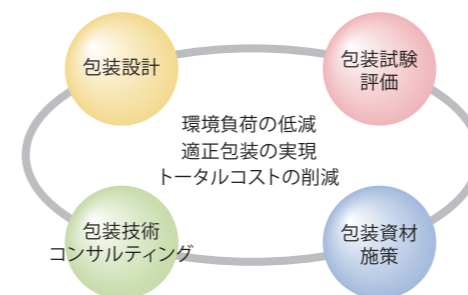 包装設計
包装試験
評価
環境負荷の低減
適正包装の実現
トータルコストの削減
包装技術
コンサルティング
包装資材
施策